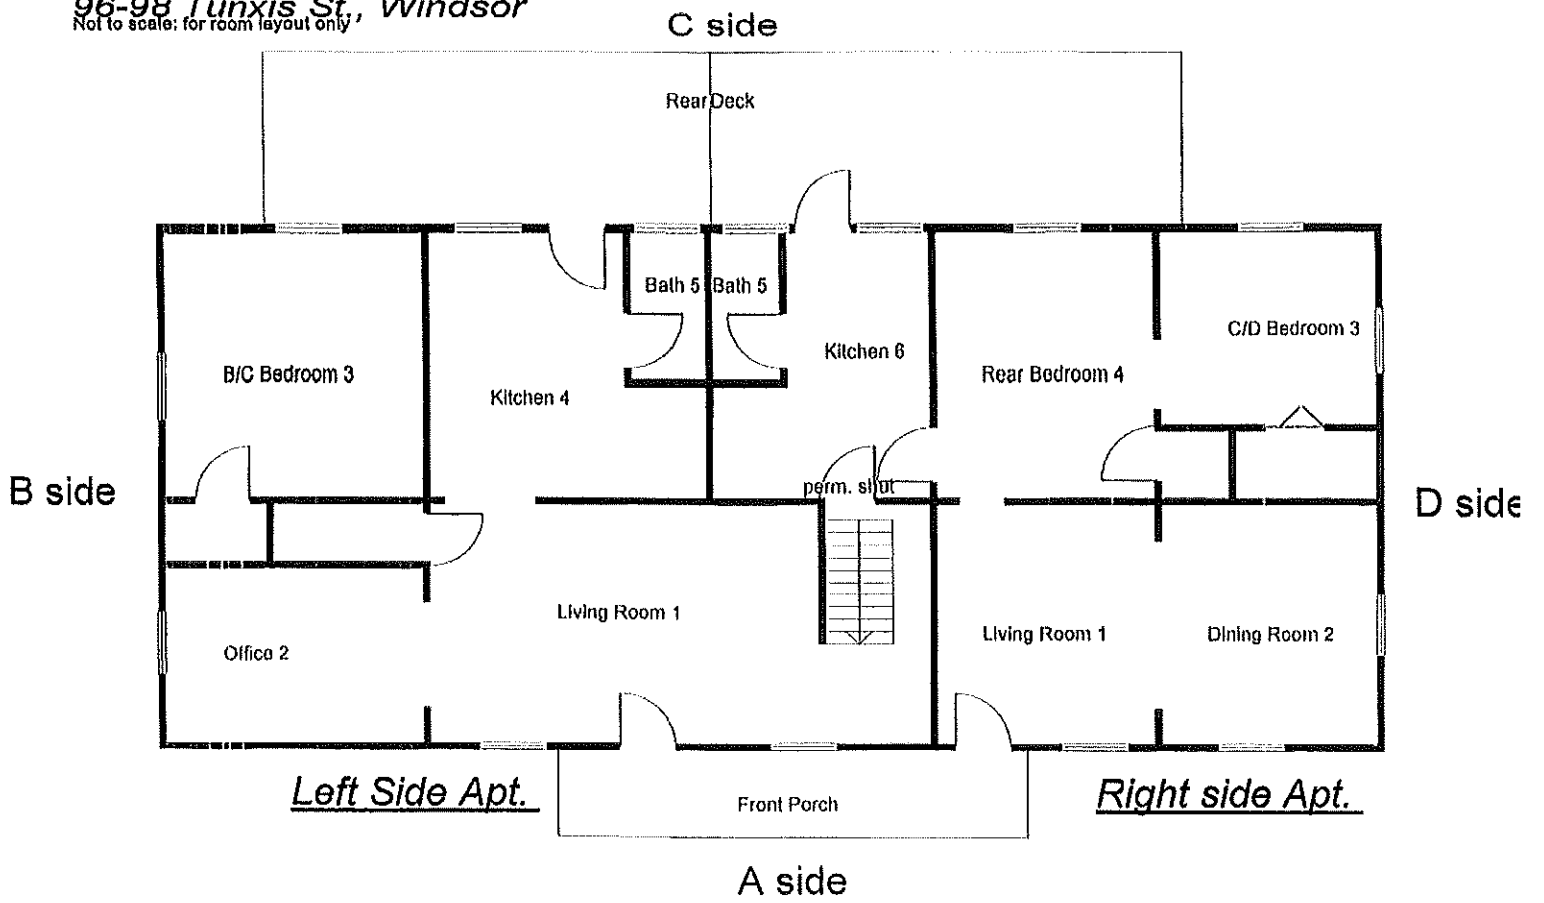 96-98 Tunxis St., Windsor
Not to scale: for room layout only
C side
Rear Deck
Bath 5
Bath 5
C/D Bedroom 3
Kitchen 6
B/C Bedroom 3
Rear Bedroom 4
Kitchen 4
B side
perm. shut
D side
Living Room 1
Living Room 1
Dining Room 2
Office 2
Left Side Apt.
Front Porch
Right side Apt.
A side